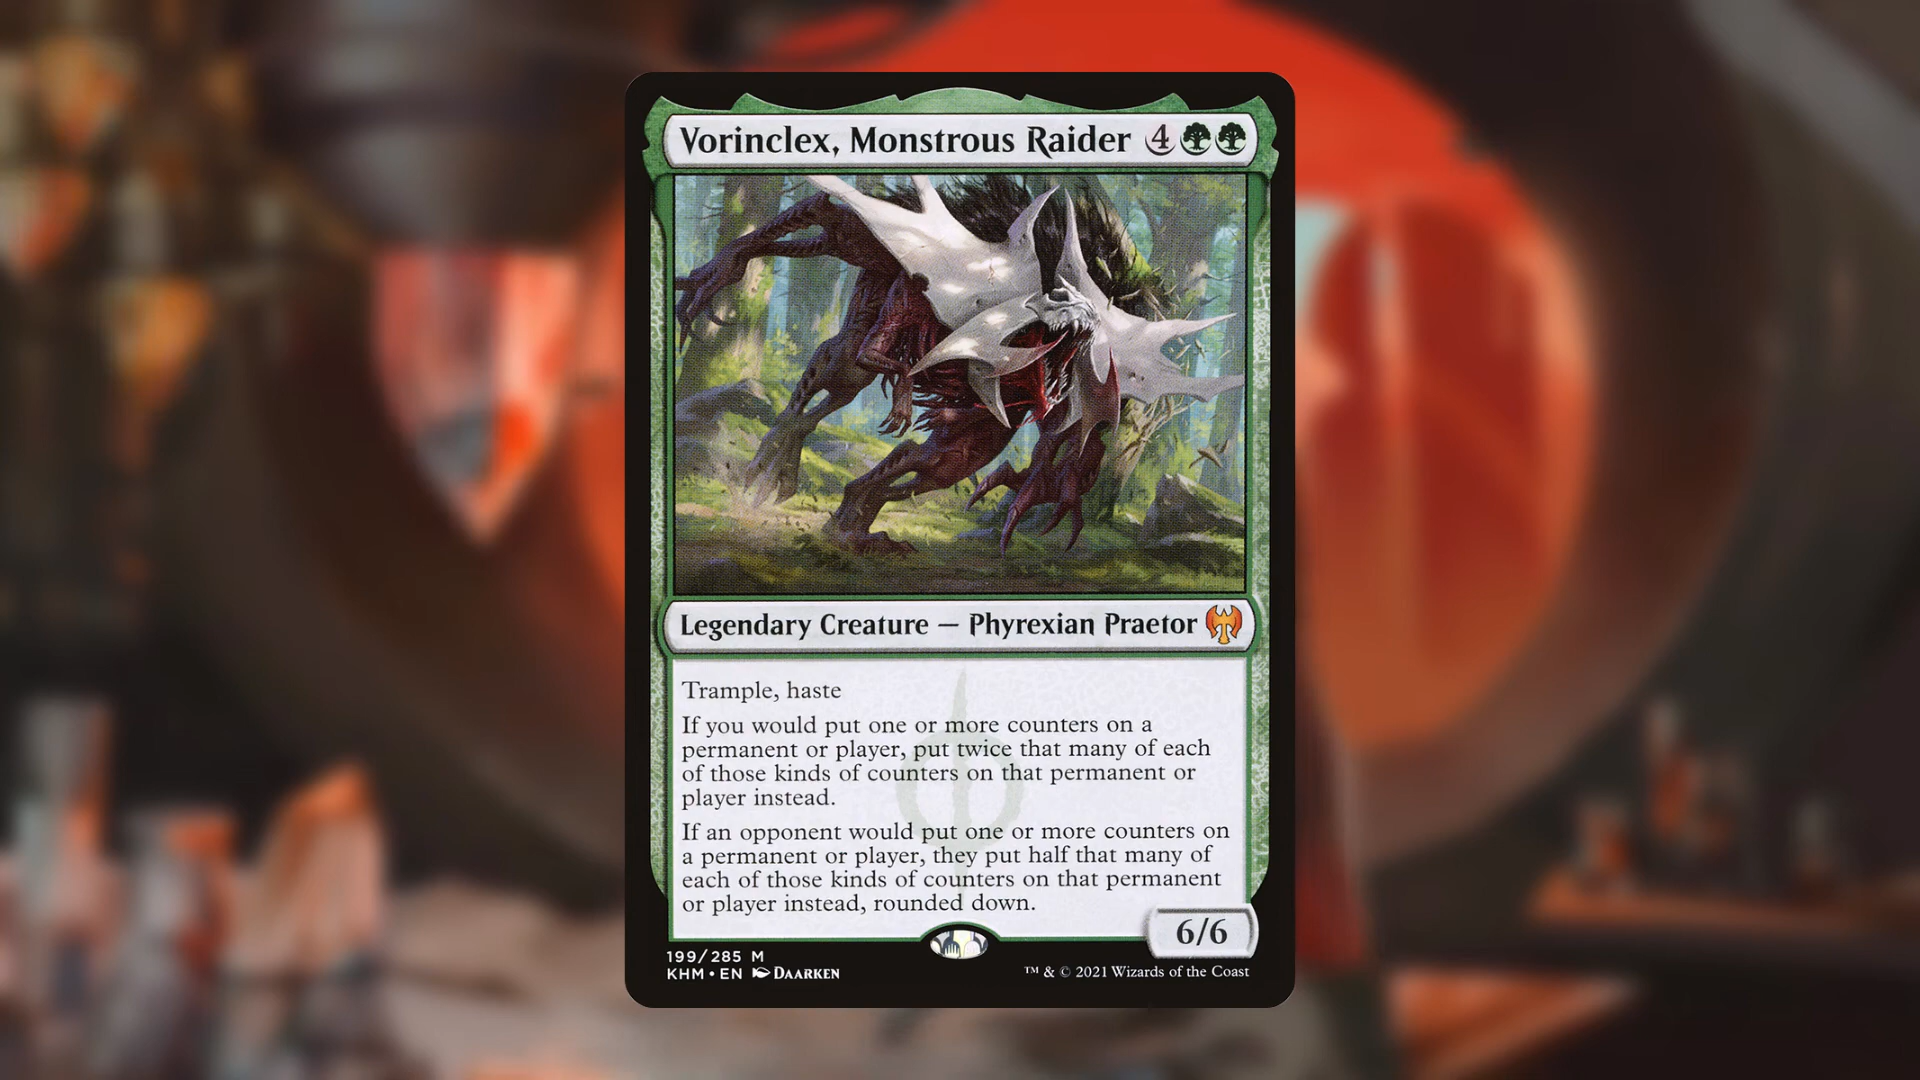 Vorinclex, Monstrous Raider 4
Legendary Creature — Phyrexian Praetor
Trample, haste
If you would put one or more counters on a
permanent or player, put twice that many of each
of those kinds of counters on that permanent or
player instead.
If an opponent would put one or more counters on
a permanent or player, they put half that many of
each of those kinds of counters on that permanent
or player instead, rounded down.
6/6
199/285 M
KHM • EN DAARKEN
™ & © 2021 Wizards of the Coast